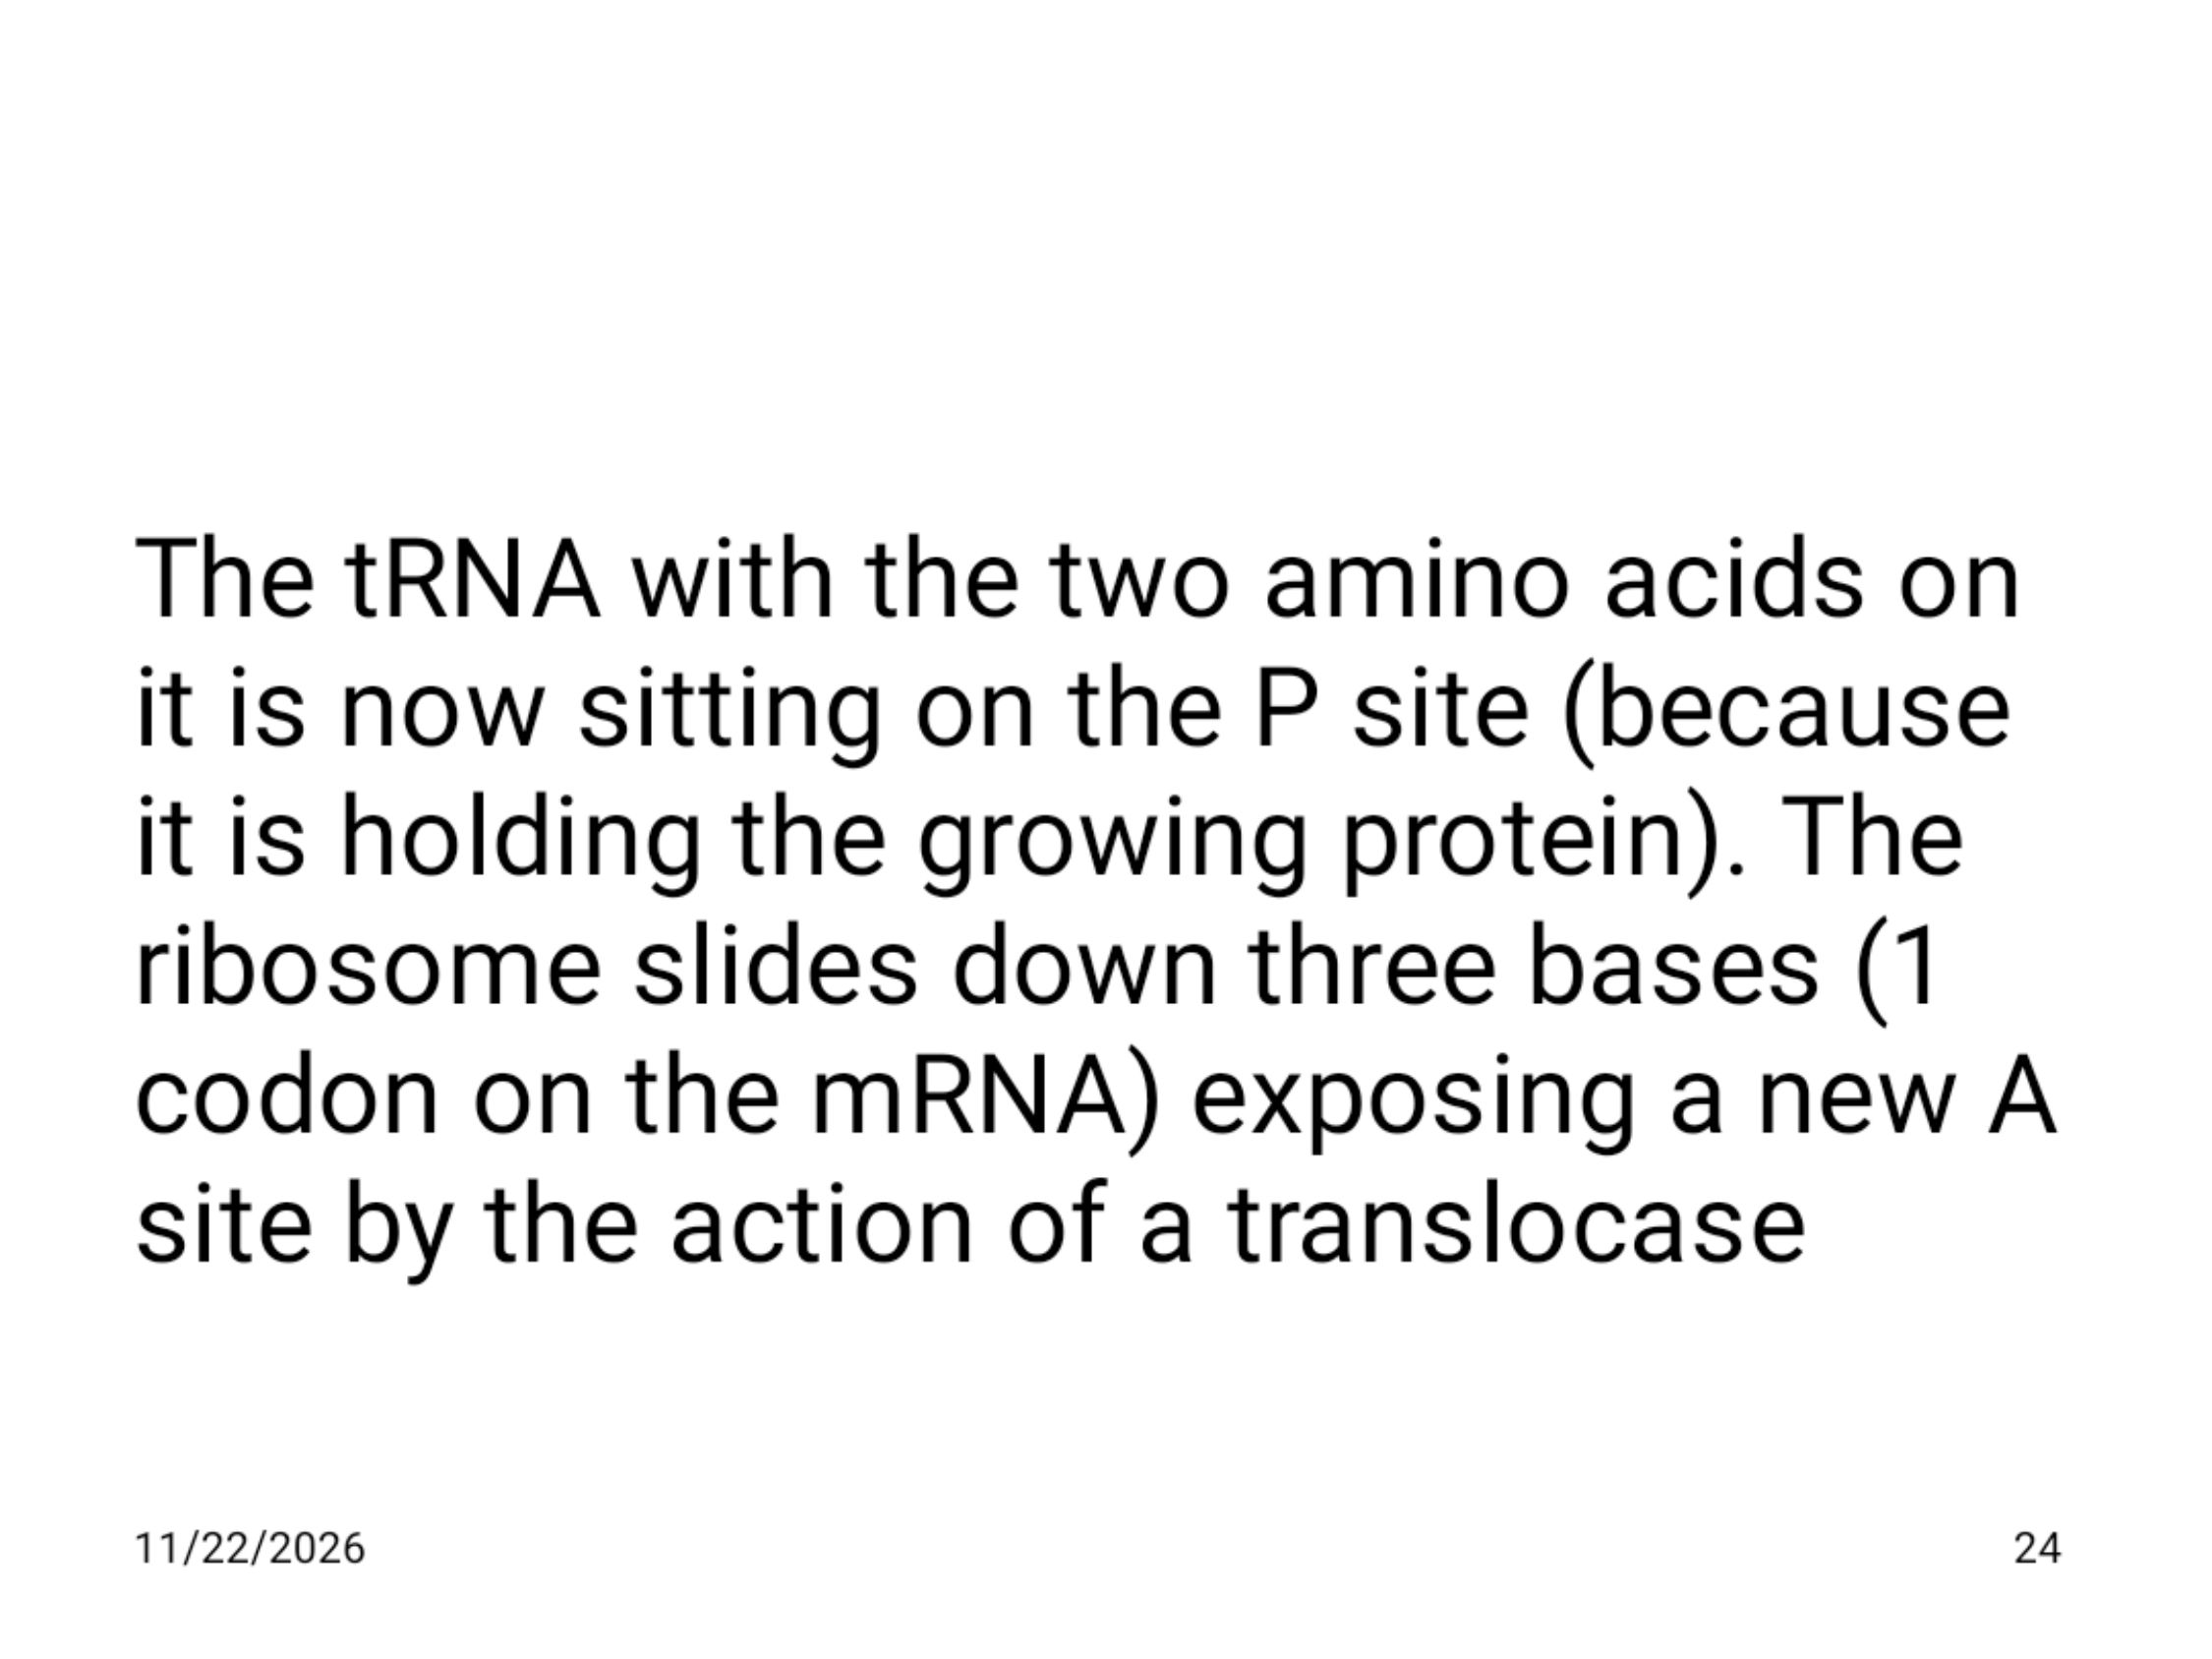 The tRNA with the two amino acids on
it is now sitting on the P site (because
it is holding the growing protein). The
ribosome slides down three bases (1
codon on the mRNA) exposing a new A
site by the action of a translocase
11/22/2026
24